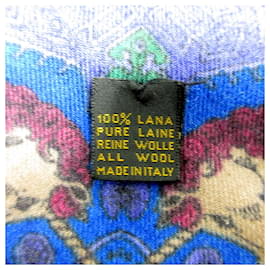 100% LANA
PURE LAINE
REINE WOLLE
ALL WOOL
MADE IN ITALY